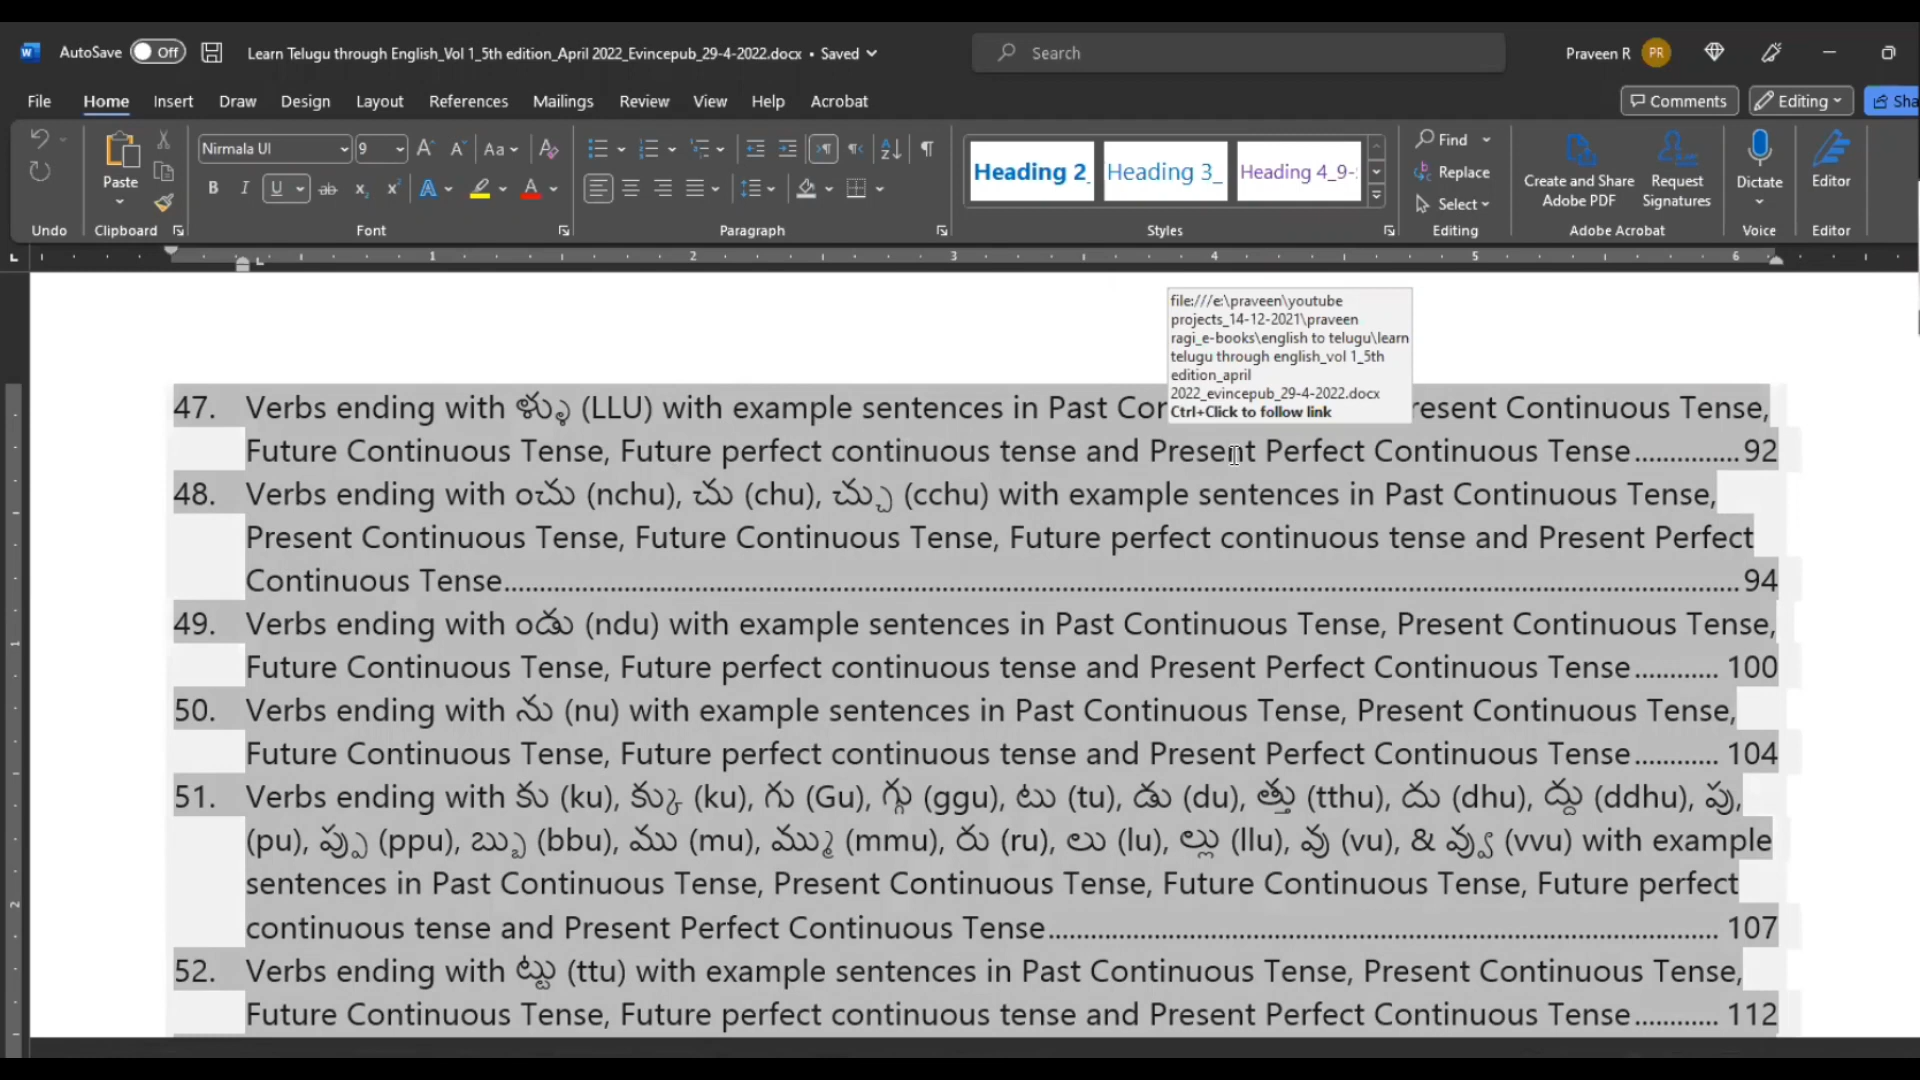 AutoSave Off Learn Telugu through English_Vol 1_5th edition_April 2022_Evincepub_29-4-2022.docx • Saved Search Praveen R PR
File Home Insert Draw Design Layout References Mailings Review View Help Acrobat Comments Editing Sha
Nirmala UI 9 Aa Heading 2 Heading 3 Heading 4_9- Find
Paste Replace Create and Share Request Dictate Editor
B I U ab Select Adobe PDF Signatures
Undo Clipboard Font Paragraph Styles Editing Adobe Acrobat Voice Editor
1 2 3 4 5 6
file:///e:\praveen\youtube
projects_14-12-2021\praveen
ragi_e-books\english to telugu\learn
telugu through english_vol 1_5th
edition_april
2022_evincepub_29-4-2022.docx
Ctrl+Click to follow link
47. Verbs ending with ళ్ళు (LLU) with example sentences in Past Cor resent Continuous Tense,
Future Continuous Tense, Future perfect continuous tense and Present Perfect Continuous Tense............... 92
48. Verbs ending with ంచు (nchu), చు (chu), చ్చు (cchu) with example sentences in Past Continuous Tense,
Present Continuous Tense, Future Continuous Tense, Future perfect continuous tense and Present Perfect
Continuous Tense............... 94
49. Verbs ending with ండు (ndu) with example sentences in Past Continuous Tense, Present Continuous Tense,
Future Continuous Tense, Future perfect continuous tense and Present Perfect Continuous Tense............ 100
50. Verbs ending with ను (nu) with example sentences in Past Continuous Tense, Present Continuous Tense,
Future Continuous Tense, Future perfect continuous tense and Present Perfect Continuous Tense............ 104
51. Verbs ending with కు (ku), క్కు (ku), గు (Gu), గ్గు (ggu), టు (tu), డు (du), త్తు (tthu), దు (dhu), ద్దు (ddhu), పు,
(pu), ప్పు (ppu), బ్బు (bbu), ము (mu), మ్ము (mmu), రు (ru), లు (lu), ల్లు (llu), వు (vu), & వ్వు (vvu) with example
sentences in Past Continuous Tense, Present Continuous Tense, Future Continuous Tense, Future perfect
continuous tense and Present Perfect Continuous Tense............... 107
52. Verbs ending with ట్టు (ttu) with example sentences in Past Continuous Tense, Present Continuous Tense,
Future Continuous Tense, Future perfect continuous tense and Present Perfect Continuous Tense............ 112